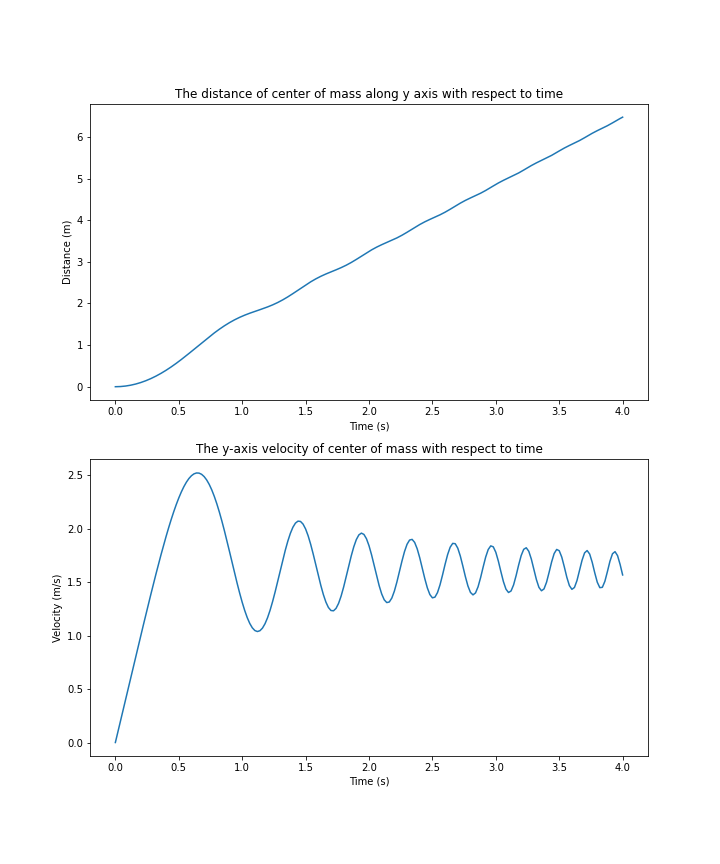 The distance of center of mass along y axis with respect to time
6
5
4
3
2
1
0
Distance (m)
0.0 0.5 1.0 1.5 2.0 2.5 3.0 3.5 4.0
Time (s)
The y-axis velocity of center of mass with respect to time
2.5
2.0
1.5
1.0
0.5
0.0
Velocity (m/s)
0.0 0.5 1.0 1.5 2.0 2.5 3.0 3.5 4.0
Time (s)